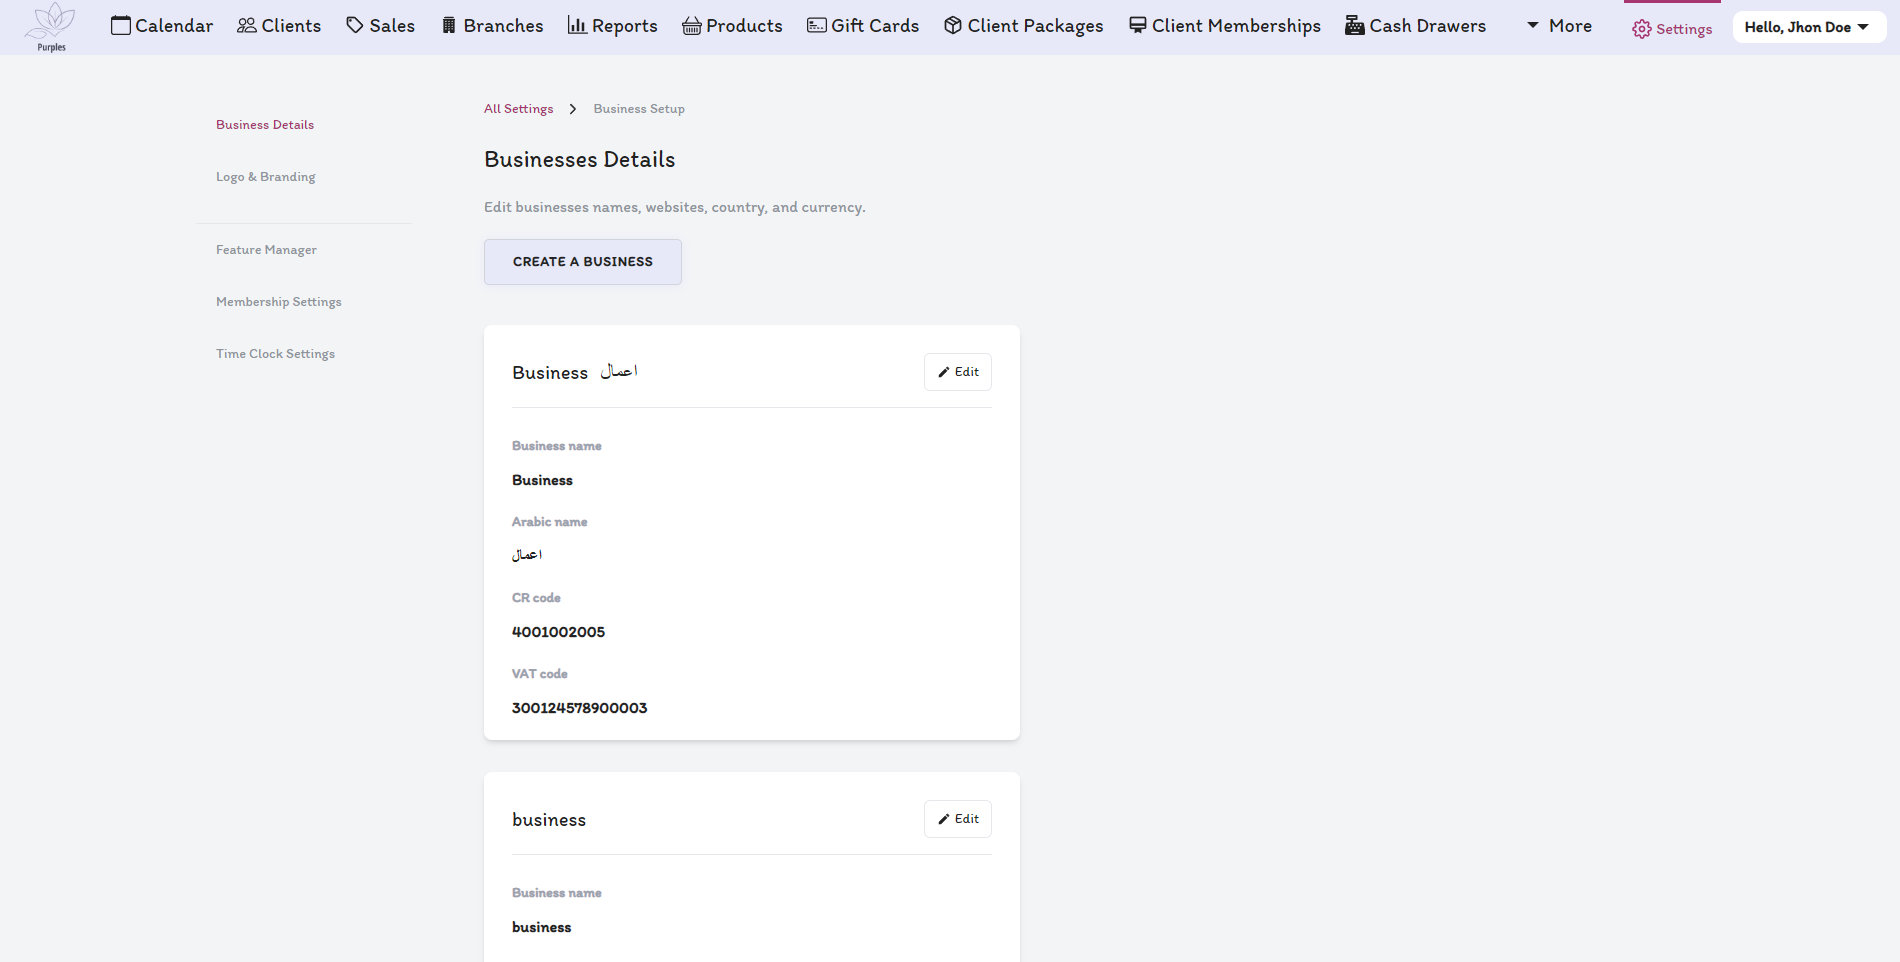 Purples
Calendar Clients Sales Branches Reports Products Gift Cards Client Packages Client Memberships Cash Drawers More Settings Hello, Jhon Doe
Business Details
Logo & Branding
Feature Manager
Membership Settings
Time Clock Settings
All Settings Business Setup
Businesses Details
Edit businesses names, websites, country, and currency.
CREATE A BUSINESS
Business اعمال Edit
Business name
Business
Arabic name
اعمال
CR code
4001002005
VAT code
300124578900003
business Edit
Business name
business